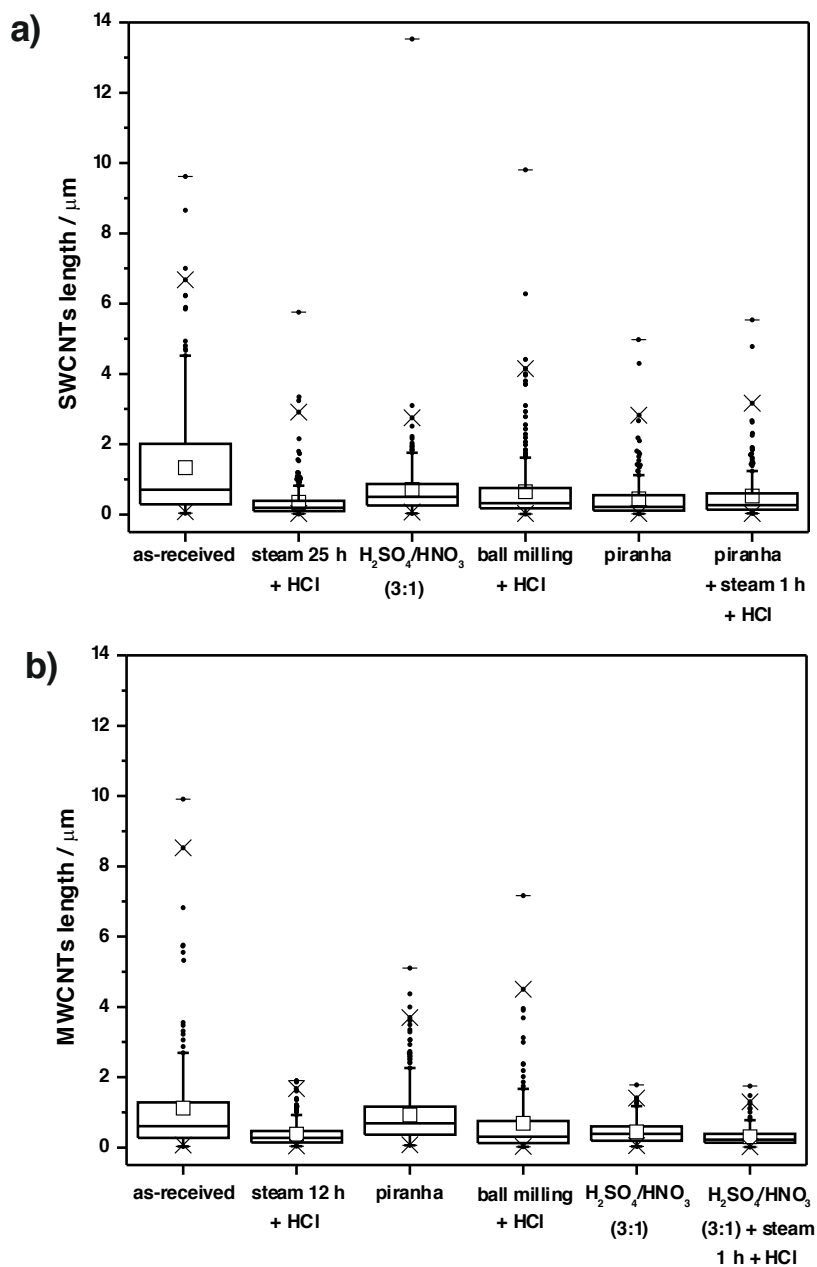 a)
14
12
10
8
6
4
2
0
SWCNTs length / μm
as-received
steam 25 h
+ HCl
H₂SO₄/HNO₃
(3:1)
ball milling
+ HCl
piranha
piranha
+ steam 1 h
+ HCl
b)
14
12
10
8
6
4
2
0
MWCNTs length / μm
as-received
steam 12 h
+ HCl
piranha
ball milling
+ HCl
H₂SO₄/HNO₃
(3:1)
H₂SO₄/HNO₃
(3:1) + steam
1 h + HCl